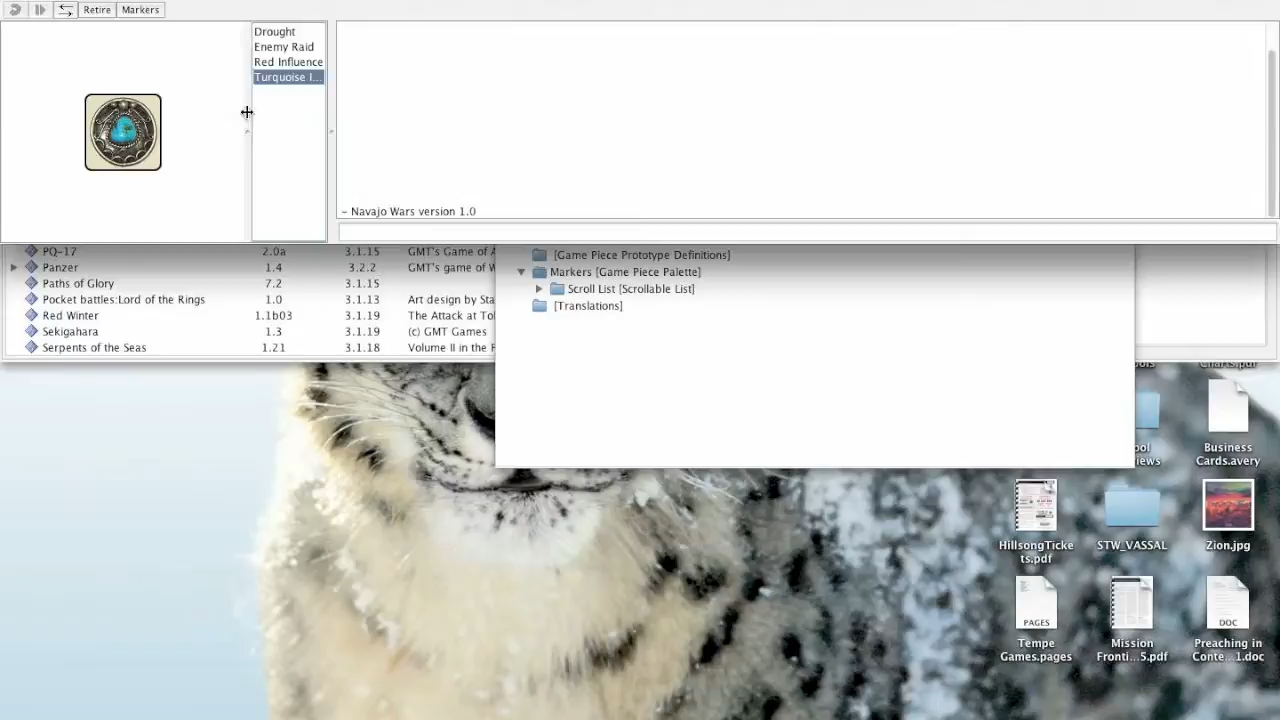 Retire Markers
Drought
Enemy Raid
Red Influence
Turquoise I...
– Navajo Wars version 1.0
PQ-17 2.0a 3.1.15 GMT's Game of A
Panzer 1.4 3.2.2 GMT's game of W
Paths of Glory 7.2 3.1.15
Pocket battles:Lord of the Rings 1.0 3.1.13 Art design by Sta
Red Winter 1.1b03 3.1.19 The Attack at Tol
Sekigahara 1.3 3.1.19 (c) GMT Games
Serpents of the Seas 1.21 3.1.18 Volume II in the F
[Game Piece Prototype Definitions]
Markers [Game Piece Palette]
Scroll List [Scrollable List]
[Translations]
Charts.pdf
Business
Cards.avery
HillsongTicke
ts.pdf
STW_VASSAL
Zion.jpg
PAGES
Tempe
Games.pages
Mission
Fronti...5.pdf
DOC
Preaching in
Conte...1.doc